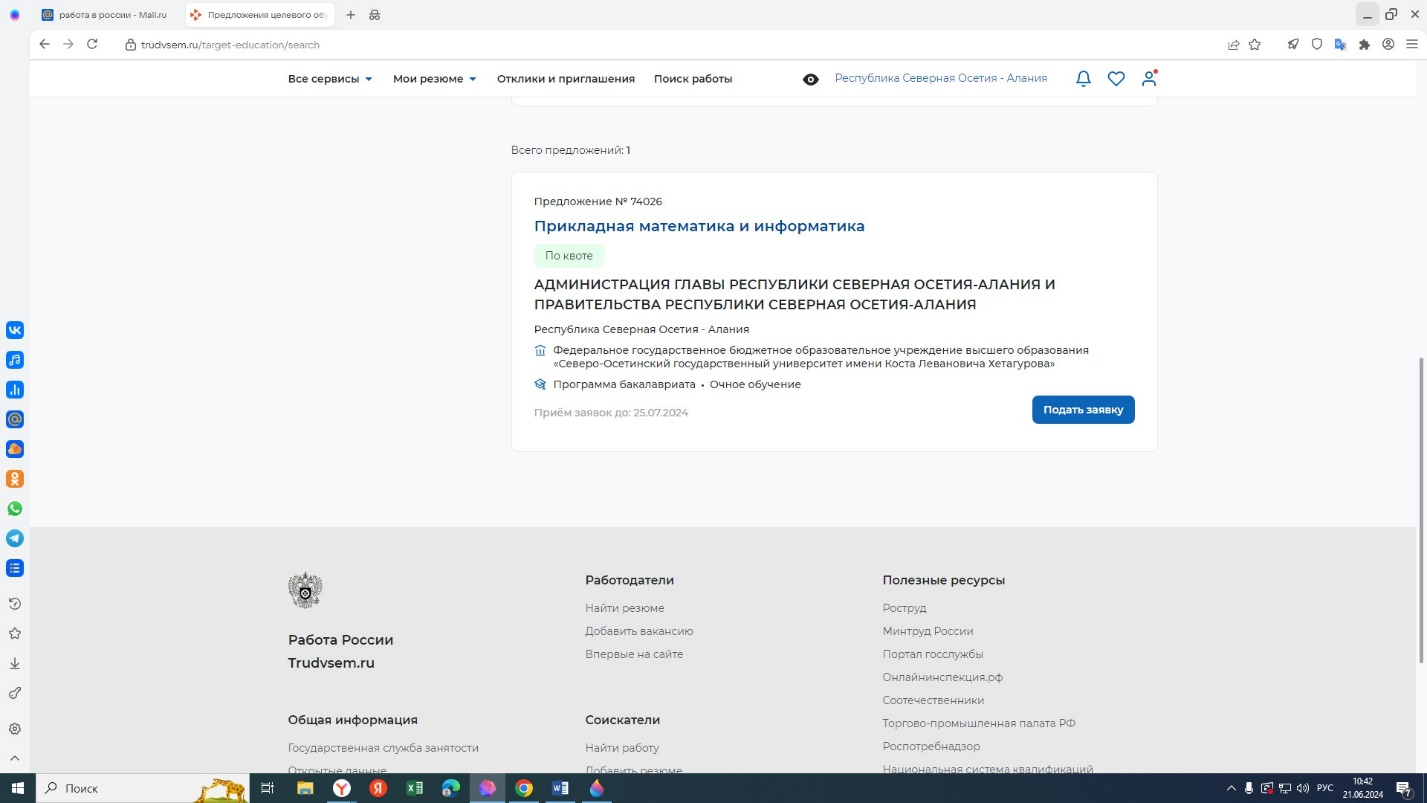 работа в россии - Mail.ru
Предложения целевого обу
trudvsem.ru/target-education/search
Все сервисы
Мои резюме
Отклики и приглашения
Поиск работы
Республика Северная Осетия - Алания
Всего предложений: 1
Предложение № 74026
Прикладная математика и информатика
По квоте
АДМИНИСТРАЦИЯ ГЛАВЫ РЕСПУБЛИКИ СЕВЕРНАЯ ОСЕТИЯ-АЛАНИЯ И
ПРАВИТЕЛЬСТВА РЕСПУБЛИКИ СЕВЕРНАЯ ОСЕТИЯ-АЛАНИЯ
Республика Северная Осетия - Алания
Федеральное государственное бюджетное образовательное учреждение высшего образования
«Северо-Осетинский государственный университет имени Коста Левановича Хетагурова»
Программа бакалавриата • Очное обучение
Приём заявок до: 25.07.2024
Подать заявку
Работа России
Trudvsem.ru
Общая информация
Государственная служба занятости
Открытые данные
Работодатели
Найти резюме
Добавить вакансию
Впервые на сайте
Соискатели
Найти работу
Добавить резюме
Полезные ресурсы
Роструд
Минтруд России
Портал госслужбы
Онлайнинспекция.рф
Соотечественники
Торгово-промышленная палата РФ
Роспотребнадзор
Национальная система квалификаций
Поиск
РУС
10:42
21.06.2024
7